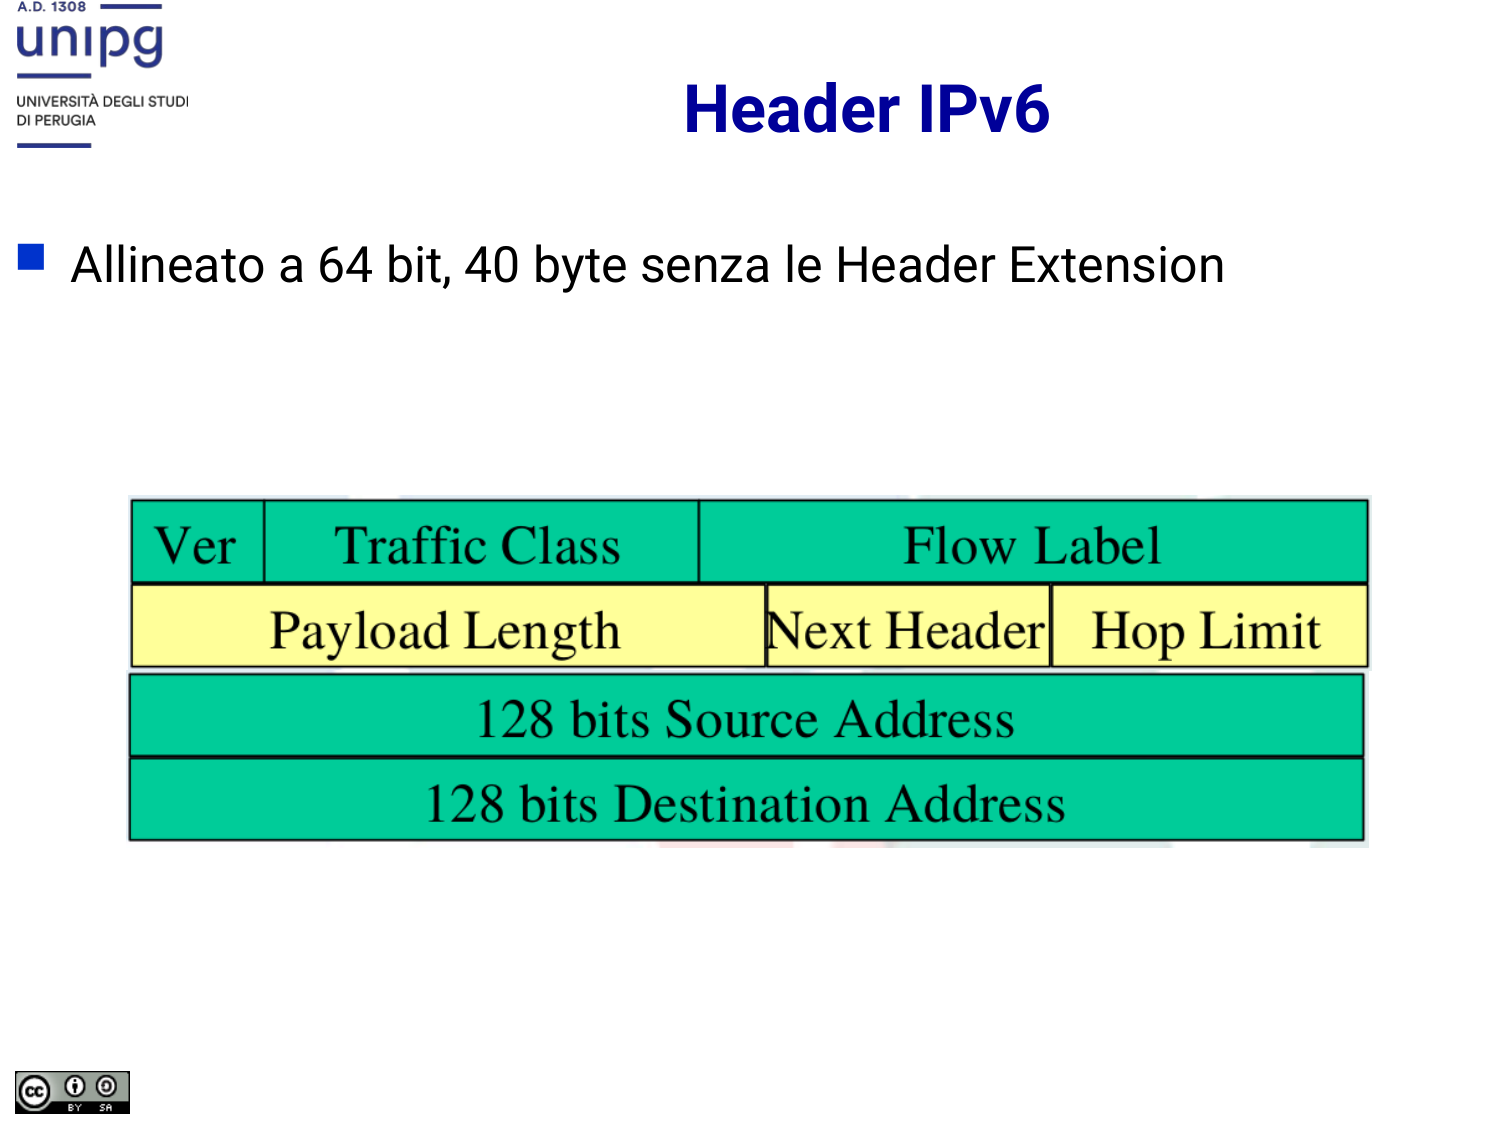 A.D. 1308
unipg
UNIVERSITÀ DEGLI STUDI
DI PERUGIA
Header IPv6
Allineato a 64 bit, 40 byte senza le Header Extension
Ver Traffic Class Flow Label
Payload Length Next Header Hop Limit
128 bits Source Address
128 bits Destination Address
cc BY SA